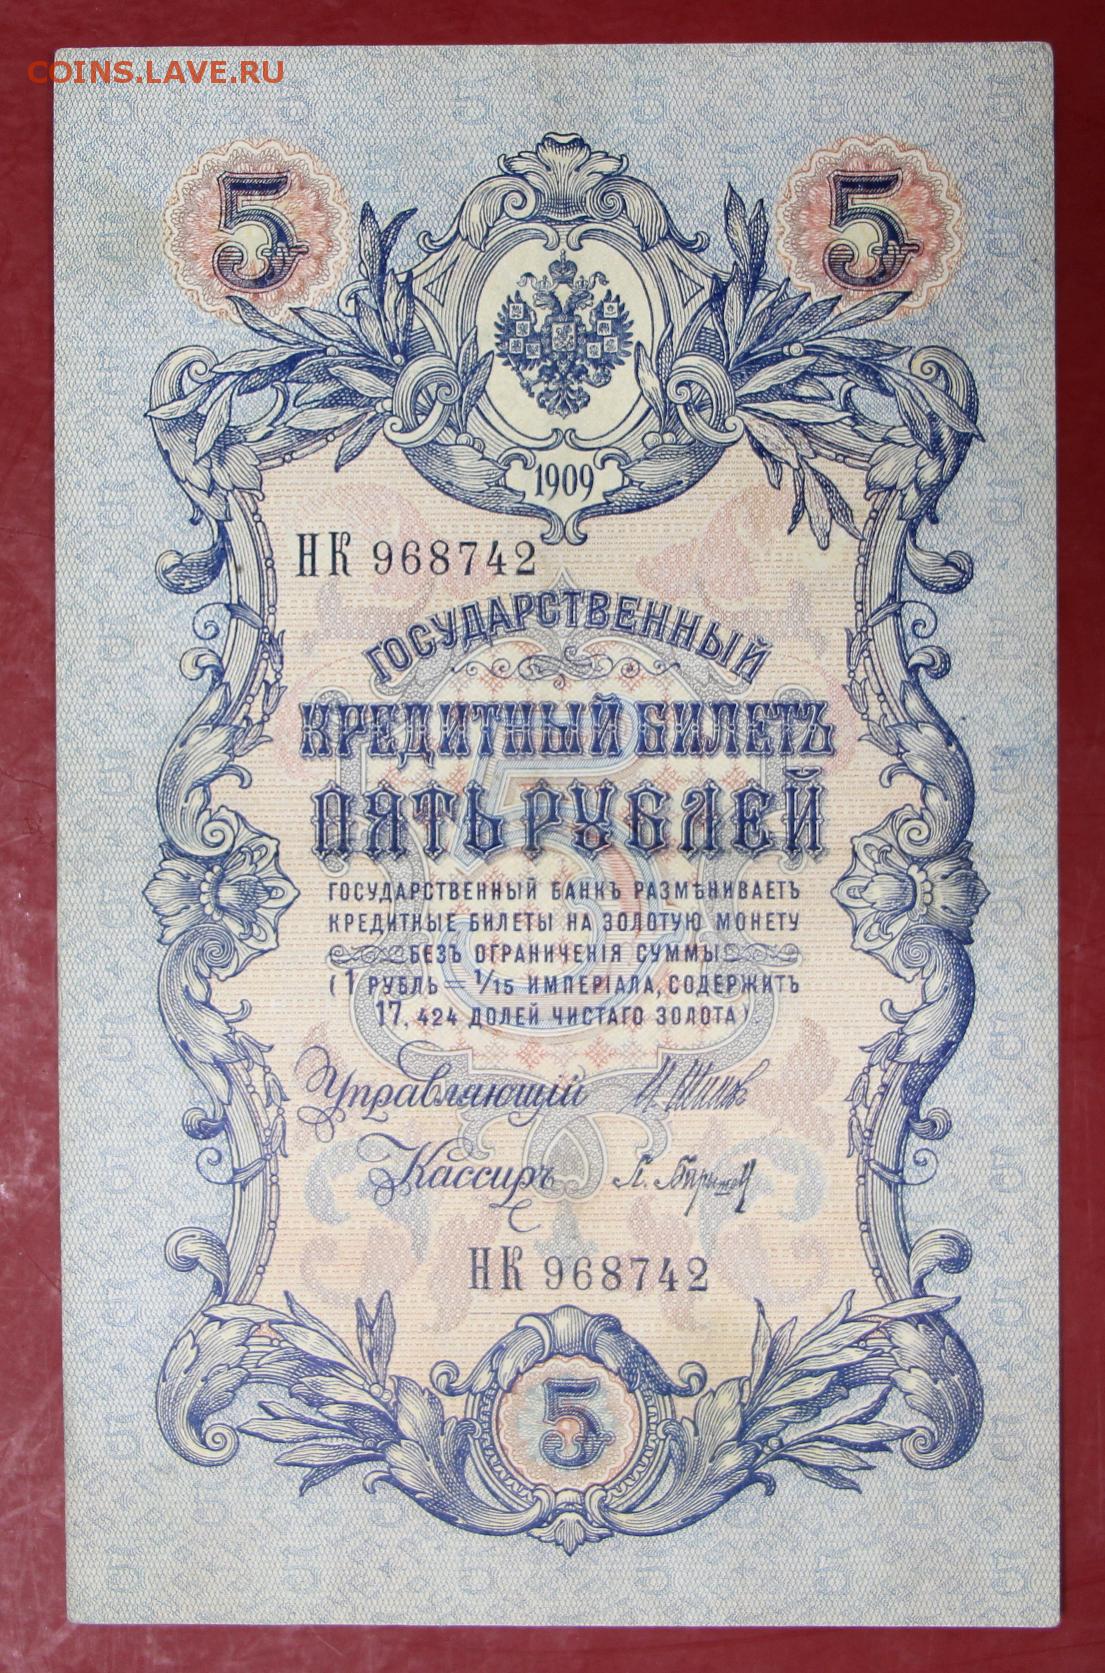 COINS.LAVE.RU
5 5
1909
НК 968742
ГОСУДАРСТВЕННЫЙ
КРЕДИТНЫЙ БИЛЕТЪ
ПЯТЬ РУБЛЕЙ
5
ГОСУДАРСТВЕННЫЙ БАНКЪ РАЗМѢНИВАЕТЪ
КРЕДИТНЫЕ БИЛЕТЫ НА ЗОЛОТУЮ МОНЕТУ
БЕЗЪ ОГРАНИЧЕНІЯ СУММЫ
(1 РУБЛЬ = 1/15 ИМПЕРІАЛА, СОДЕРЖИТЪ
17,424 ДОЛЕЙ ЧИСТАГО ЗОЛОТА).
Управляющій И. Шипов
Кассиръ
НК 968742
5